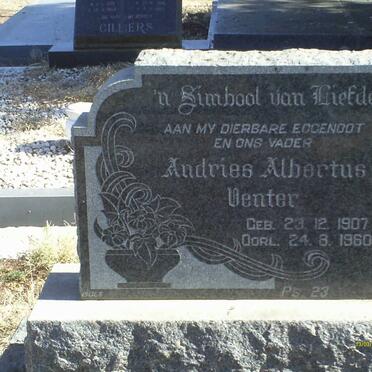 CILLIERS
'n Simbool van Liefde
AAN MY DIERBARE EGGENOOT
EN ONS VADER
Andries Albertus
Venter
GEB. 23. 12. 1907
OORL. 24. 8. 1960
Ps. 23